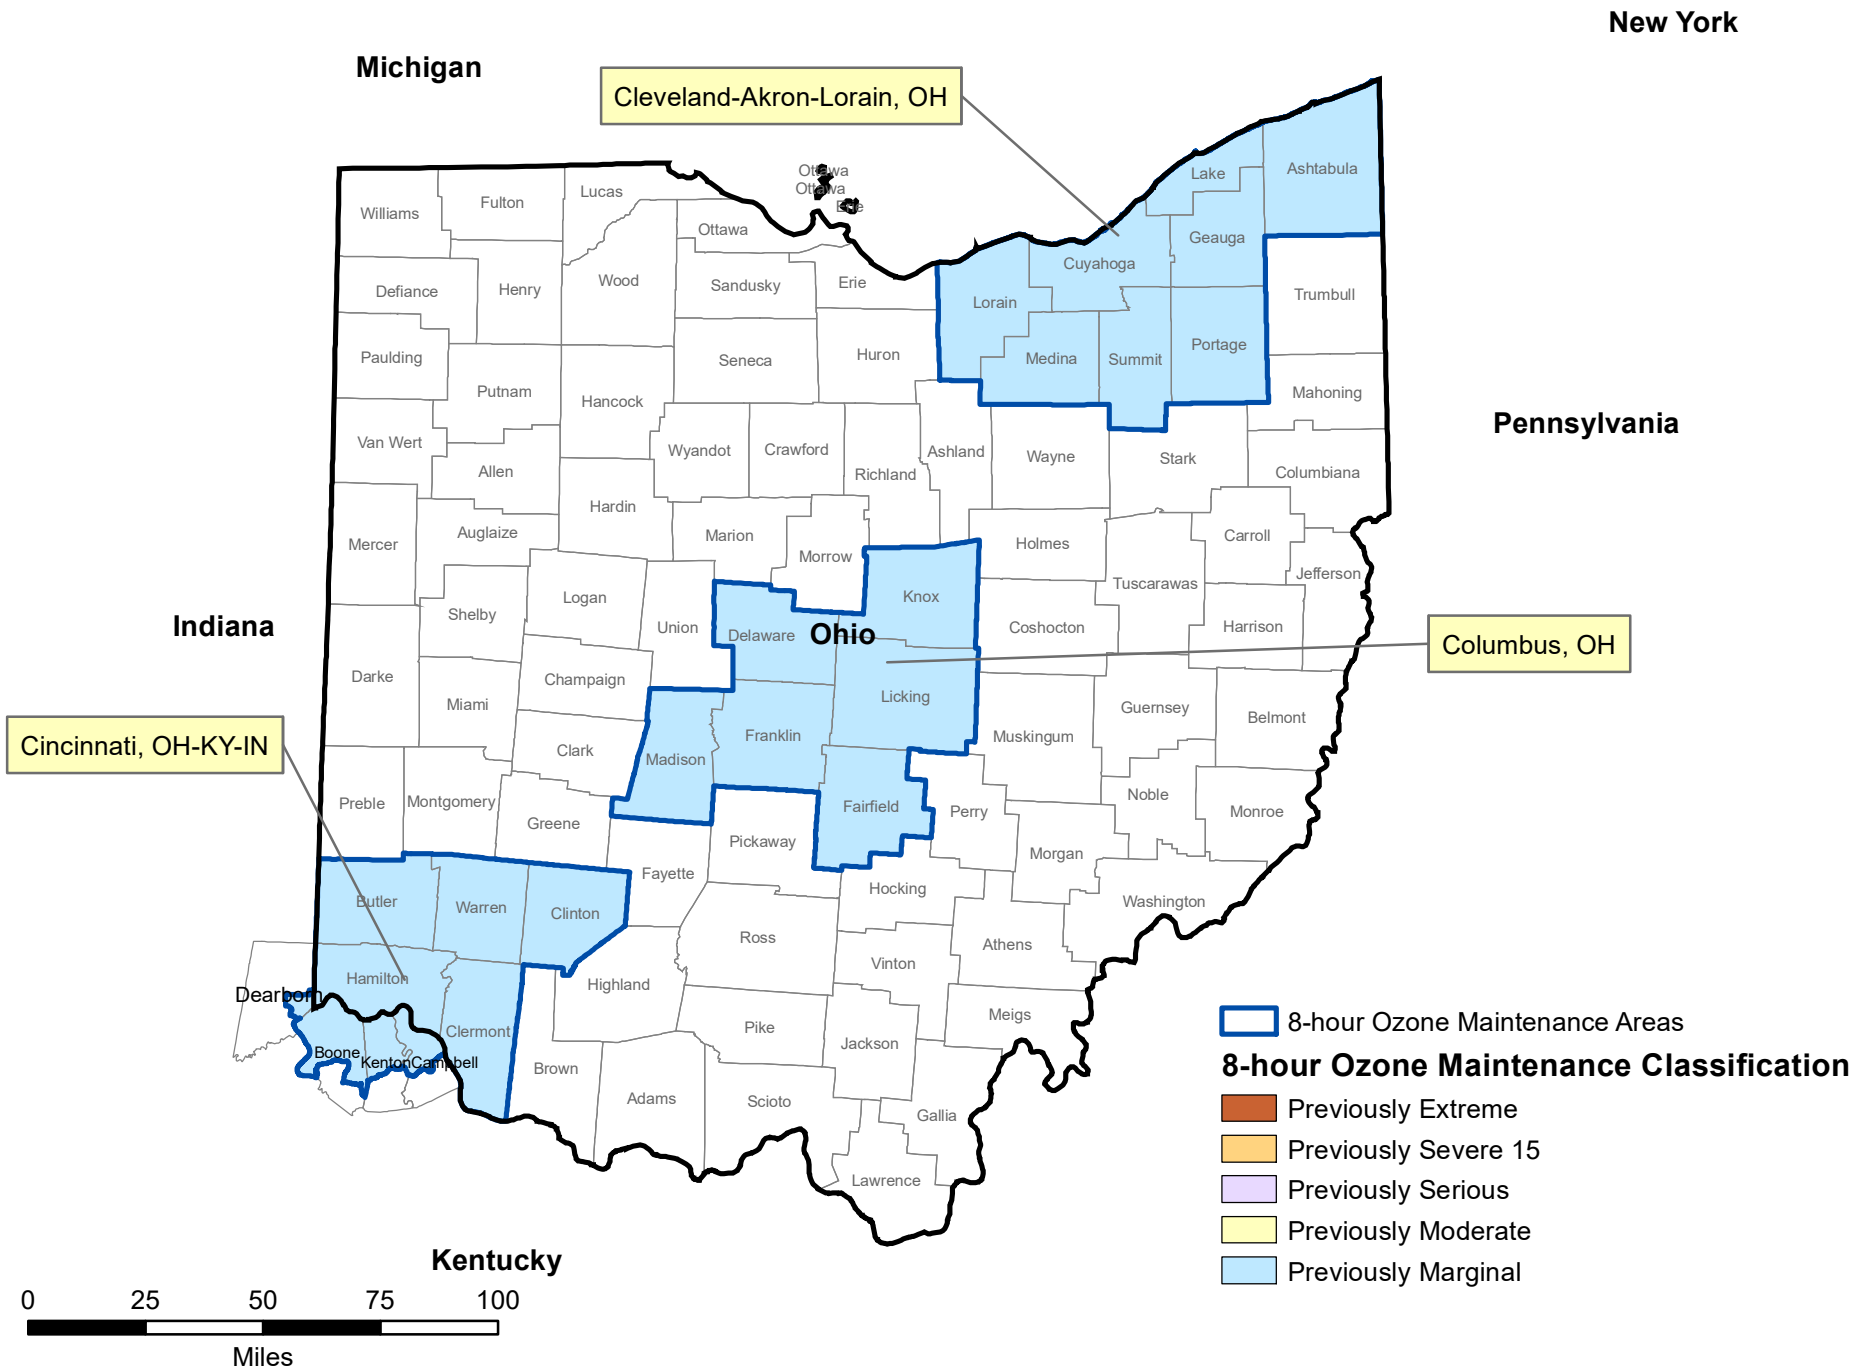 New York
Michigan
Cleveland-Akron-Lorain, OH
Ottawa
Lake
Ashtabula
Ottawa
Lucas
Fulton
Erie
Williams
Ottawa
Geauga
Cuyahoga
Wood
Erie
Sandusky
Henry
Defiance
Lorain
Trumbull
Portage
Huron
Paulding
Seneca
Medina
Summit
Putnam
Mahoning
Hancock
Pennsylvania
Van Wert
Wyandot
Crawford
Ashland
Wayne
Stark
Allen
Richland
Columbiana
Hardin
Auglaize
Marion
Carroll
Mercer
Holmes
Morrow
Jefferson
Tuscarawas
Logan
Knox
Shelby
Indiana
Union
Delaware
Ohio
Coshocton
Harrison
Columbus, OH
Darke
Champaign
Licking
Miami
Guernsey
Belmont
Franklin
Muskingum
Cincinnati, OH-KY-IN
Clark
Madison
Noble
Preble
Montgomery
Fairfield
Perry
Monroe
Greene
Pickaway
Morgan
Fayette
Hocking
Butler
Warren
Clinton
Washington
Ross
Athens
Vinton
Hamilton
Highland
Dearborn
Meigs
Clermont
Pike
Jackson
Boone
Kenton
Campbell
Brown
Adams
Scioto
Gallia
Lawrence
8-hour Ozone Maintenance Areas
8-hour Ozone Maintenance Classification
Previously Extreme
Previously Severe 15
Previously Serious
Previously Moderate
Previously Marginal
Kentucky
0 25 50 75 100
Miles